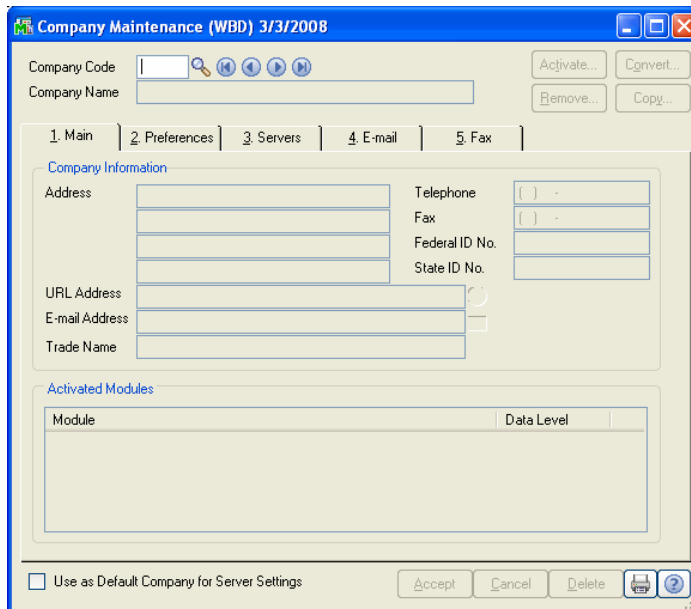 Company Maintenance (WBD) 3/3/2008
Company Code
Activate...
Convert...
Company Name
Remove...
Copy...
1. Main
2. Preferences
3. Servers
4. E-mail
5. Fax
Company Information
Address
Telephone
( ) -
Fax
( ) -
Federal ID No.
State ID No.
URL Address
E-mail Address
Trade Name
Activated Modules
Module
Data Level
Use as Default Company for Server Settings
Accept
Cancel
Delete
?